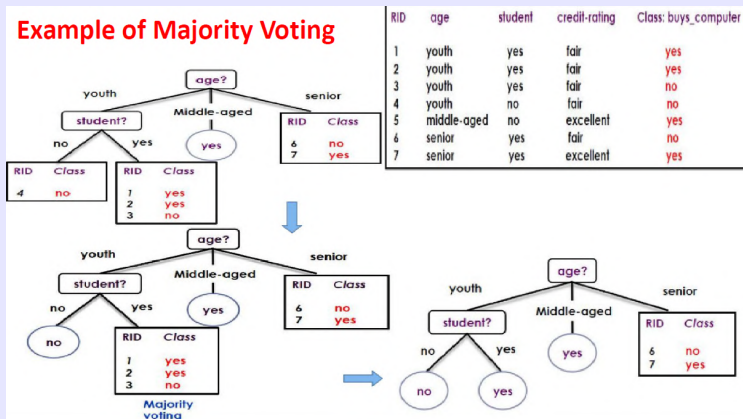 Example of Majority Voting
RID age student credit-rating Class: buys_computer
1 youth yes fair yes
2 youth yes fair yes
3 youth yes fair no
4 youth no fair no
5 middle-aged no excellent yes
6 senior yes fair no
7 senior yes excellent yes
age?
youth
Middle-aged
senior
student?
yes
RID Class
6 no
7 yes
no
yes
RID Class
4 no
RID Class
1 yes
2 yes
3 no
age?
youth
Middle-aged
senior
student?
yes
RID Class
6 no
7 yes
no
yes
no
RID Class
1 yes
2 yes
3 no
Majority
voting
age?
youth
Middle-aged
senior
student?
yes
RID Class
6 no
7 yes
no
yes
no
yes